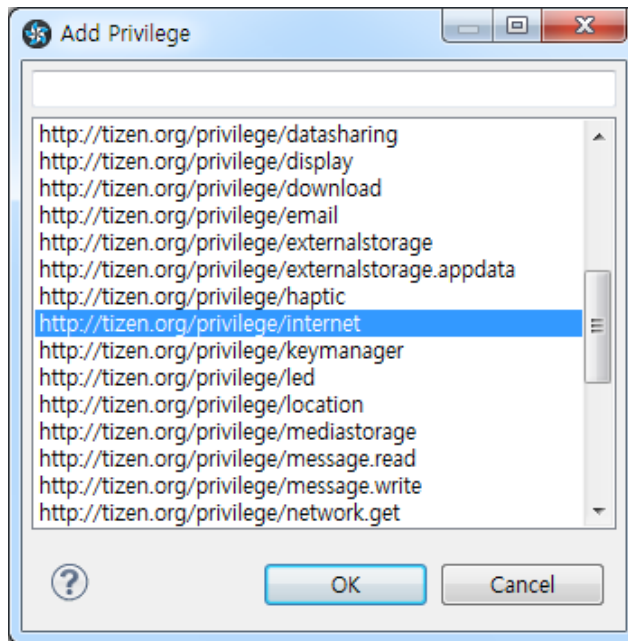 Add Privilege
http://tizen.org/privilege/datasharing
http://tizen.org/privilege/display
http://tizen.org/privilege/download
http://tizen.org/privilege/email
http://tizen.org/privilege/externalstorage
http://tizen.org/privilege/externalstorage.appdata
http://tizen.org/privilege/haptic
http://tizen.org/privilege/internet
http://tizen.org/privilege/keymanager
http://tizen.org/privilege/led
http://tizen.org/privilege/location
http://tizen.org/privilege/mediastorage
http://tizen.org/privilege/message.read
http://tizen.org/privilege/message.write
http://tizen.org/privilege/network.get
? OK Cancel